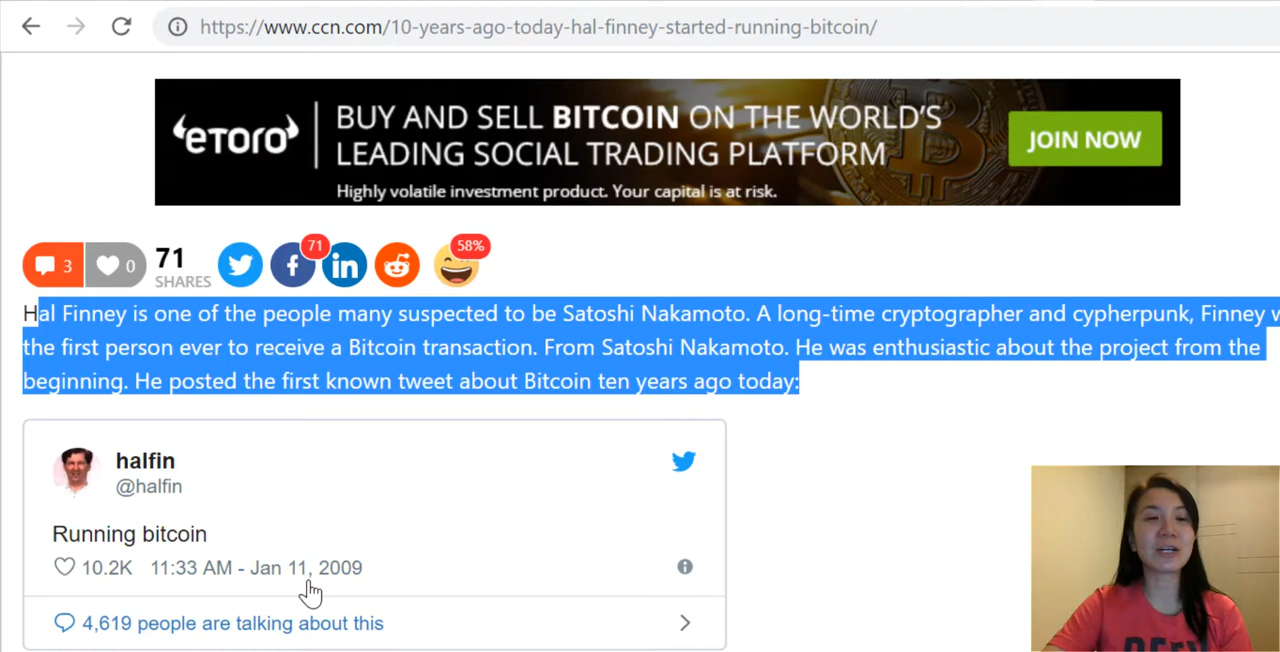 https://www.ccn.com/10-years-ago-today-hal-finney-started-running-bitcoin/
eTORO
BUY AND SELL BITCOIN ON THE WORLD'S
LEADING SOCIAL TRADING PLATFORM
Highly volatile investment product. Your capital is at risk.
JOIN NOW
3
0
71
SHARES
71
58%
Hal Finney is one of the people many suspected to be Satoshi Nakamoto. A long-time cryptographer and cypherpunk, Finney
the first person ever to receive a Bitcoin transaction. From Satoshi Nakamoto. He was enthusiastic about the project from the
beginning. He posted the first known tweet about Bitcoin ten years ago today:
halfin
@halfin
Running bitcoin
10.2K 11:33 AM - Jan 11, 2009
4,619 people are talking about this